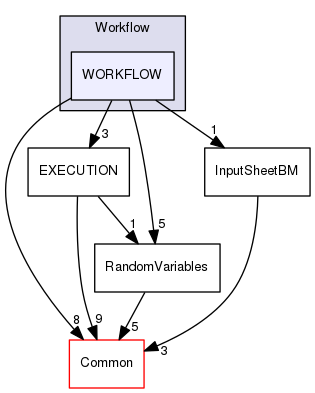 Workflow
WORKFLOW
3
1
EXECUTION
InputSheetBM
1
5
RandomVariables
8
9
5
3
Common